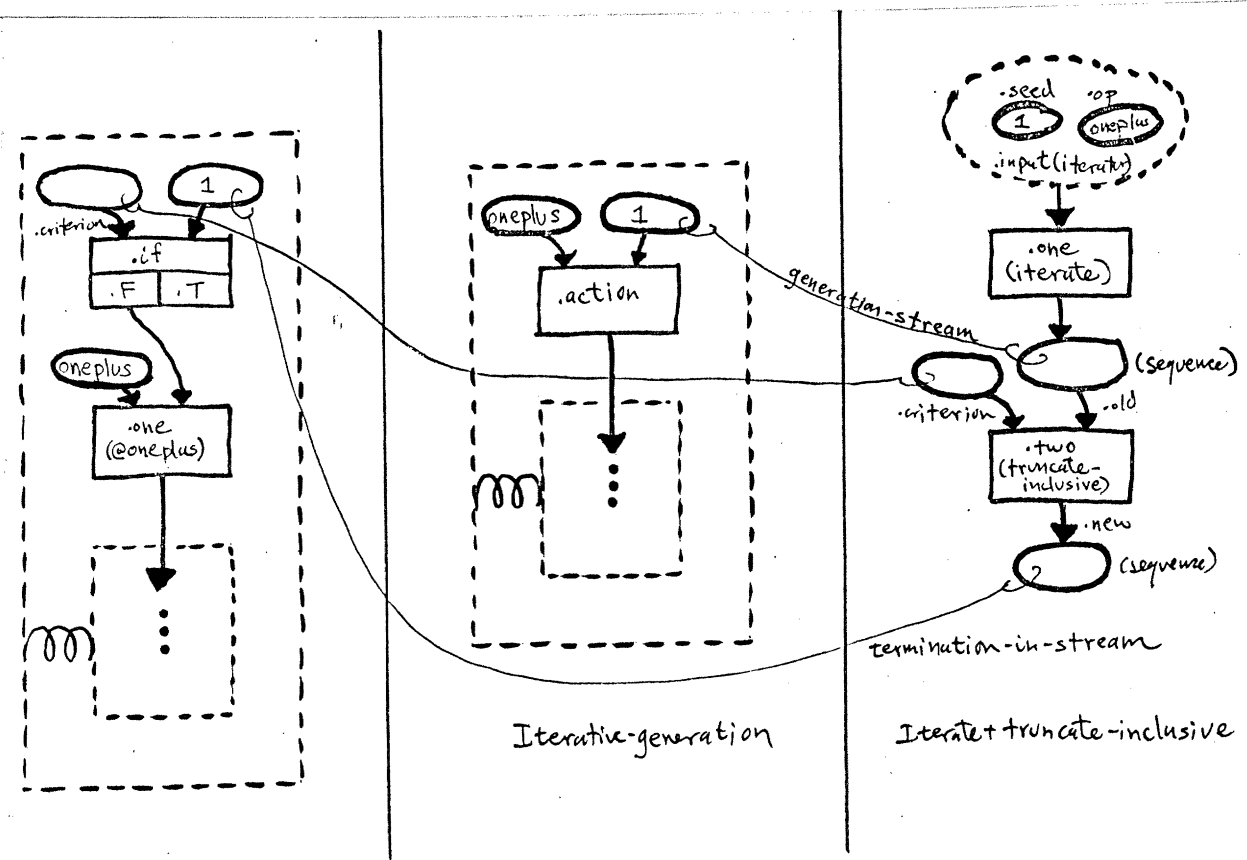 1
.criterion
.if
.F
.T
oneplus
.one
(@oneplus)
oneplus
1
.action
Iterative-generation
.seed
.op
1
oneplus
.input(iterator)
.one
(iterate)
generation-stream
(sequence)
.criterion
.old
.two
(truncate-
inclusive)
.new
(sequence)
termination-in-stream
Iterate+truncate-inclusive